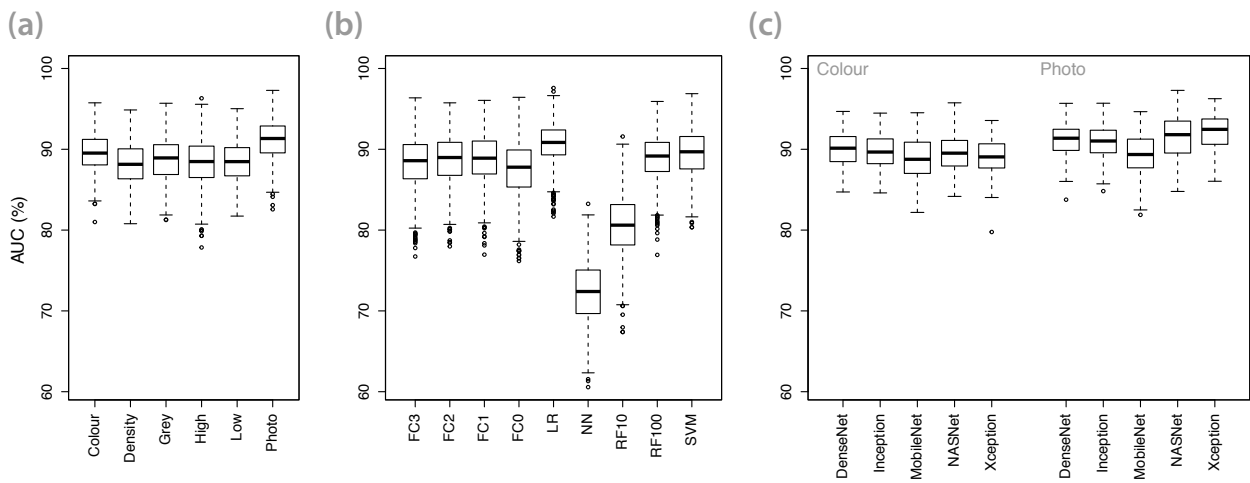 (a)
(b)
(c)
AUC (%)
100
90
80
70
60
Colour
Density
Grey
High
Low
Photo
100
90
80
70
60
FC3
FC2
FC1
FC0
LR
NN
RF10
RF100
SVM
Colour
Photo
100
90
80
70
60
DenseNet
Inception
MobileNet
NASNet
Xception
DenseNet
Inception
MobileNet
NASNet
Xception